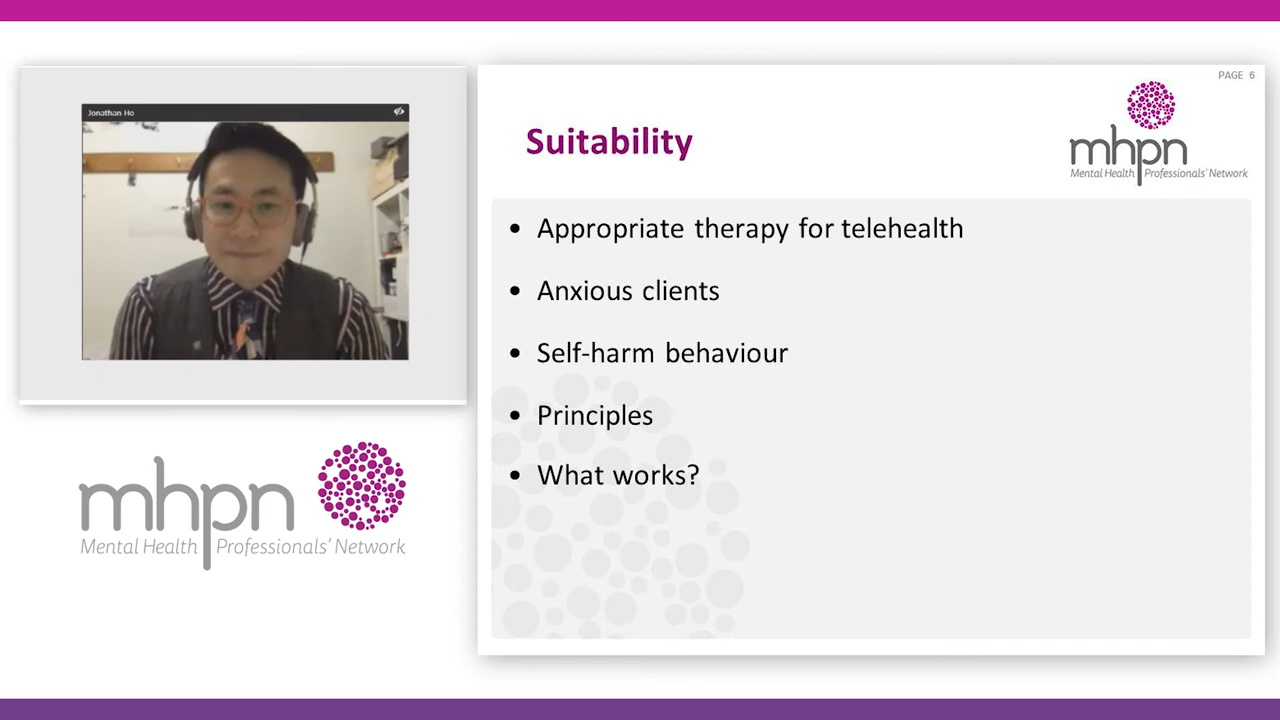 Jonathan Ho
mhpn
Mental Health Professionals' Network
PAGE 6
Suitability
mhpn
Mental Health Professionals' Network
• Appropriate therapy for telehealth
• Anxious clients
• Self-harm behaviour
• Principles
• What works?